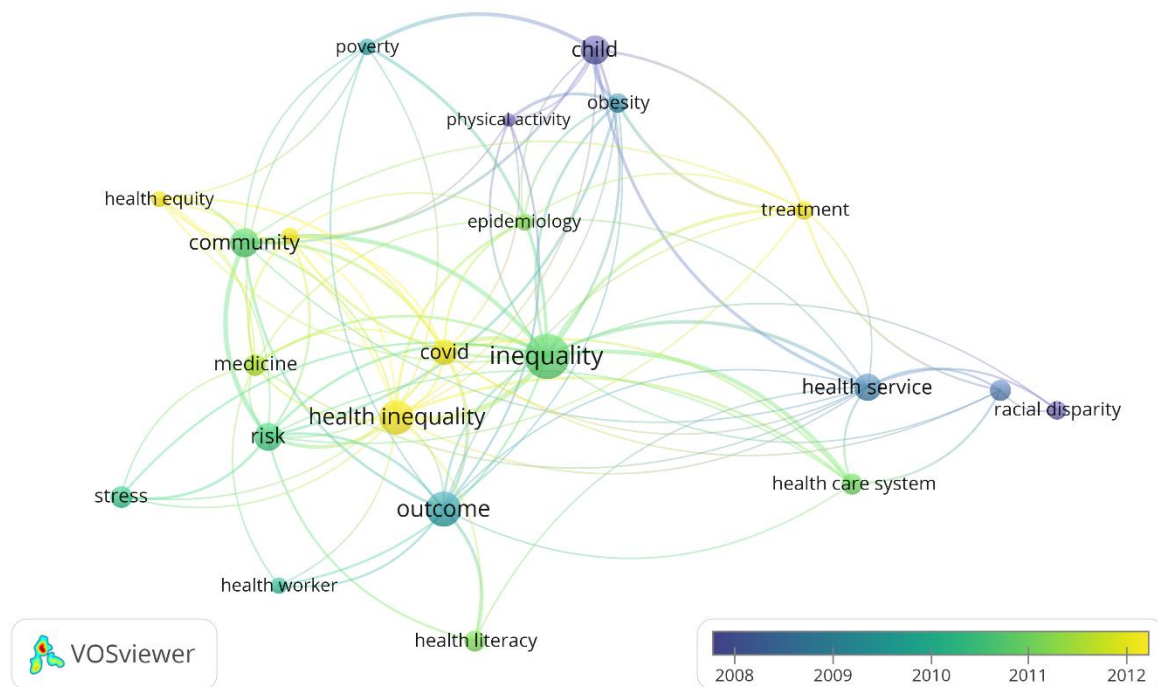 poverty
child
obesity
physical activity
health equity
treatment
epidemiology
community
covid
inequality
medicine
health service
racial disparity
health inequality
risk
health care system
stress
outcome
health worker
health literacy
VOSviewer
2008 2009 2010 2011 2012